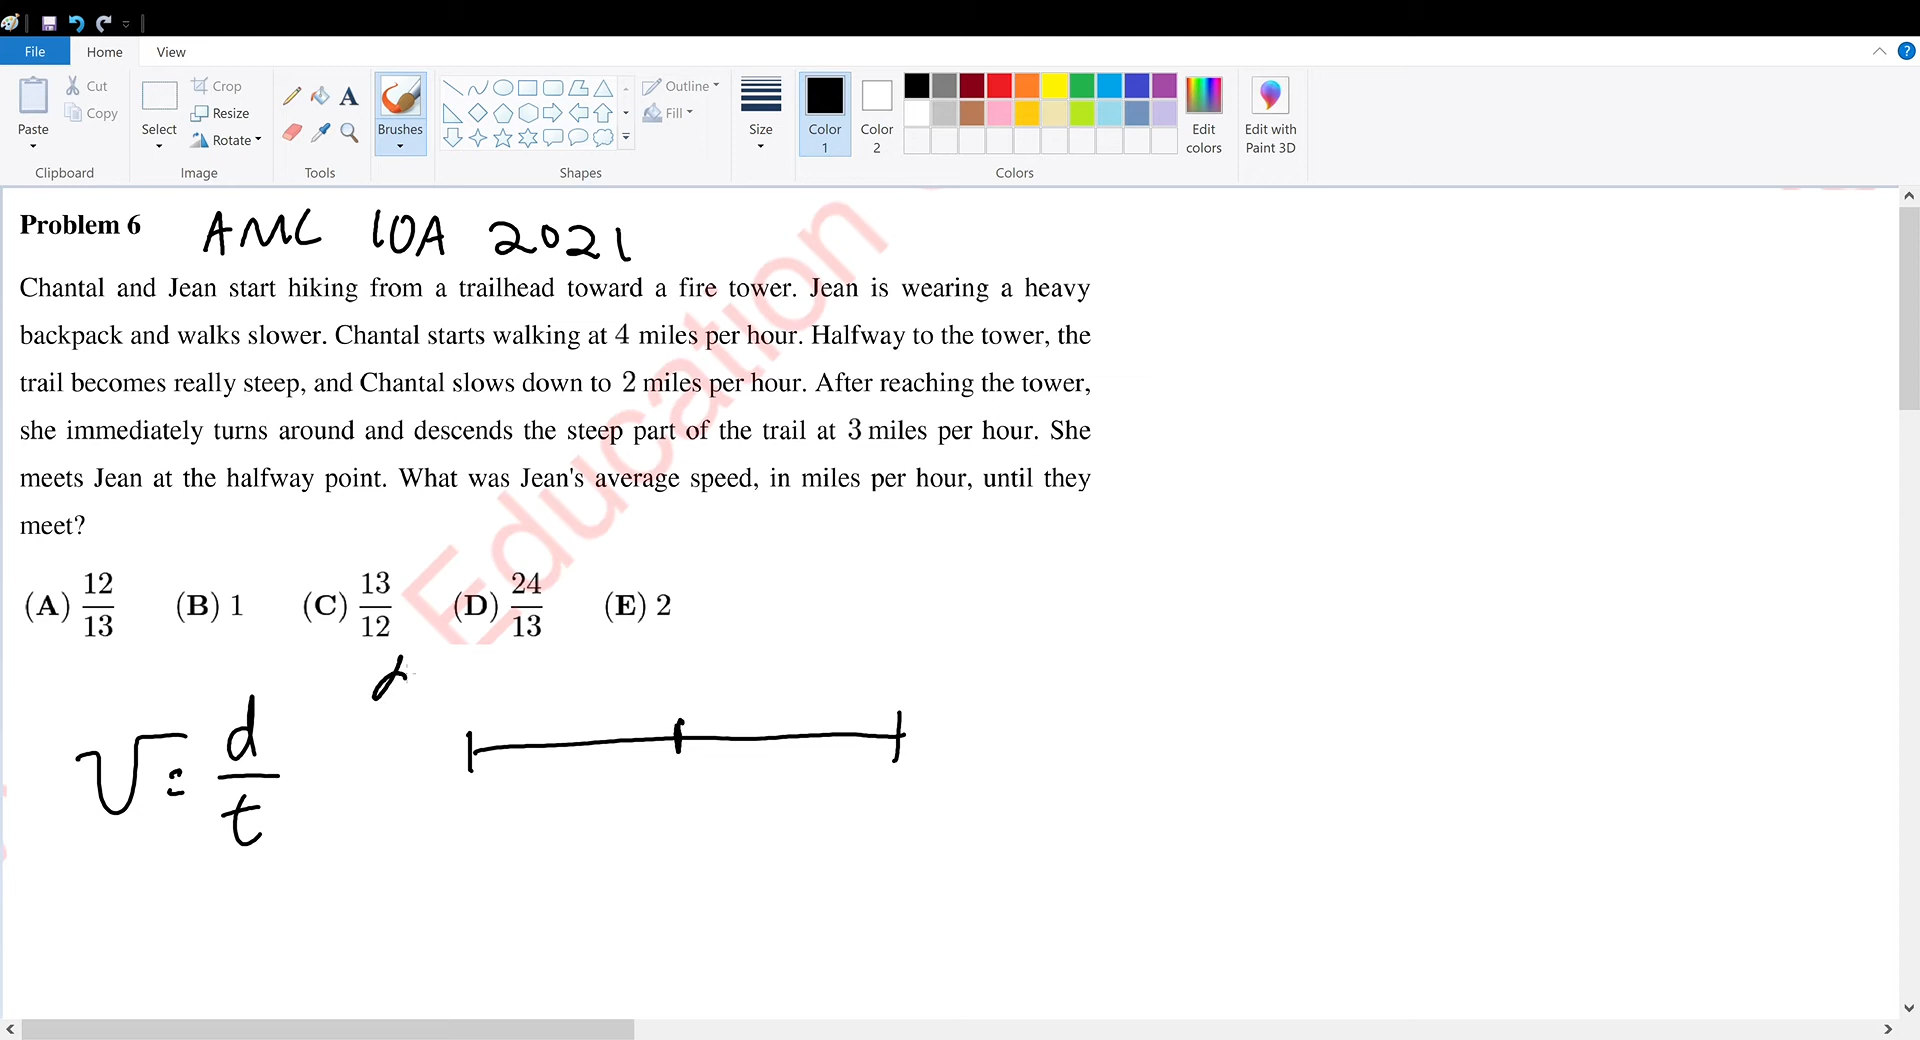 File Home View
Paste Cut Copy Select Crop Resize Rotate A Brushes Outline Fill Size Color 1 Color 2 Edit colors Edit with Paint 3D
Clipboard Image Tools Shapes Colors
Problem 6 AMC 10A 2021
Chantal and Jean start hiking from a trailhead toward a fire tower. Jean is wearing a heavy
backpack and walks slower. Chantal starts walking at 4 miles per hour. Halfway to the tower, the
trail becomes really steep, and Chantal slows down to 2 miles per hour. After reaching the tower,
she immediately turns around and descends the steep part of the trail at 3 miles per hour. She
meets Jean at the halfway point. What was Jean's average speed, in miles per hour, until they
meet?
(A) 12/13 (B) 1 (C) 13/12 (D) 24/13 (E) 2
V = d/t
Education